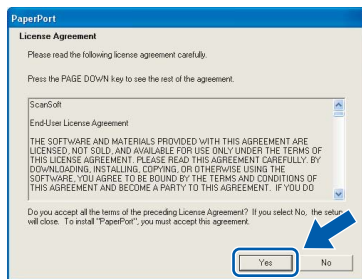 PaperPort
License Agreement
Please read the following license agreement carefully.
Press the PAGE DOWN key to see the rest of the agreement.
ScanSoft
End-User License Agreement
THE SOFTWARE AND MATERIALS PROVIDED WITH THIS AGREEMENT ARE
LICENSED, NOT SOLD, AND AVAILABLE FOR USE ONLY UNDER THE TERMS OF
THIS LICENSE AGREEMENT. PLEASE READ THIS AGREEMENT CAREFULLY. BY
DOWNLOADING, INSTALLING, COPYING, OR OTHERWISE USING THE
SOFTWARE, YOU AGREE TO BE BOUND BY THE TERMS AND CONDITIONS OF
THIS AGREEMENT AND BECOME A PARTY TO THIS AGREEMENT. IF YOU DO
Do you accept all the terms of the preceding License Agreement? If you select No, the setup
will close. To install "PaperPort", you must accept this agreement.
Yes
No